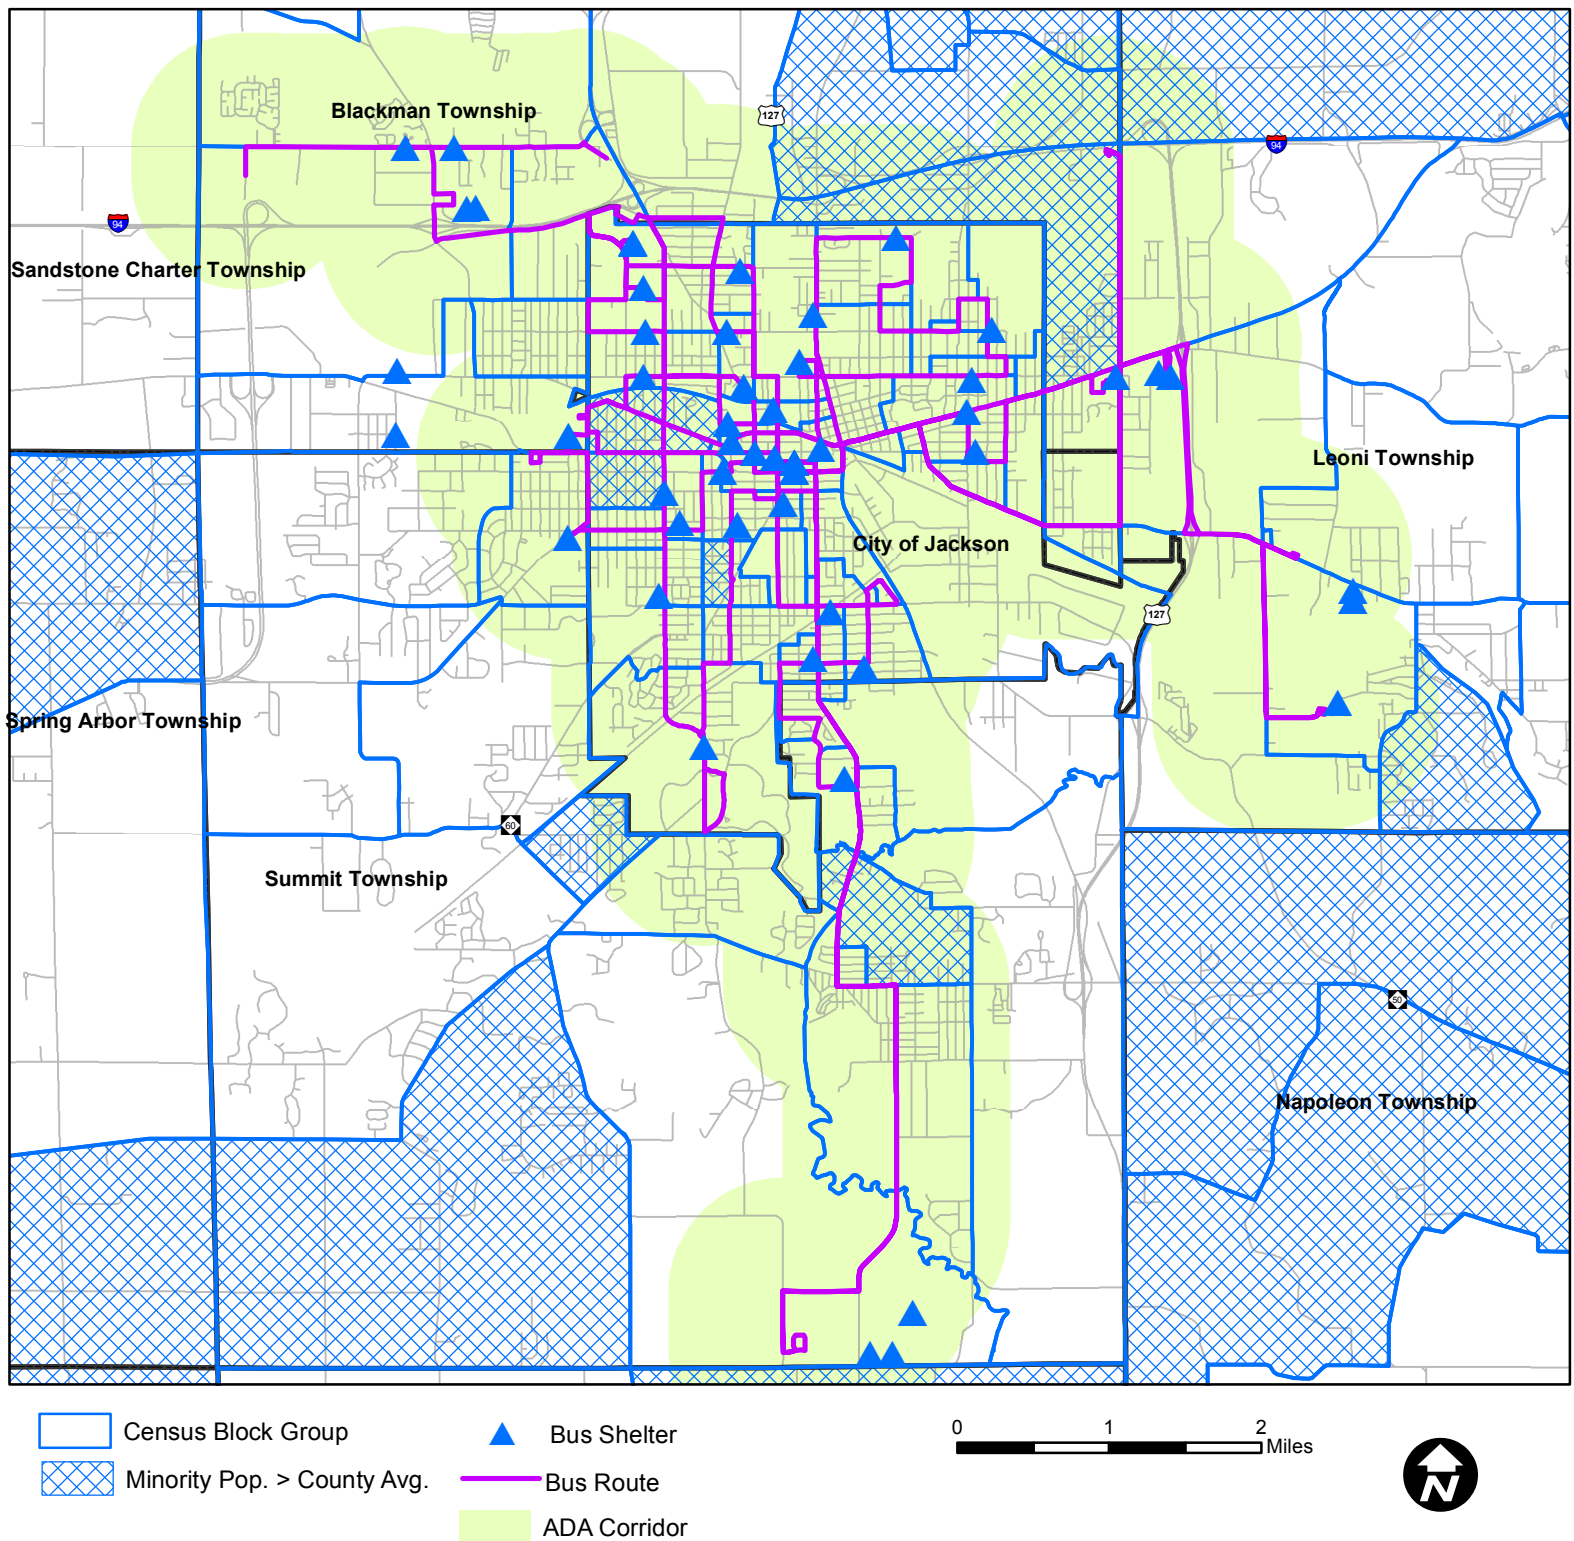 Blackman Township
127
94
94
Sandstone Charter Township
Leoni Township
City of Jackson
127
Spring Arbor Township
60
Summit Township
50
Napoleon Township
Census Block Group
Bus Shelter
0 1 2
Miles
Minority Pop. > County Avg.
Bus Route
N
ADA Corridor